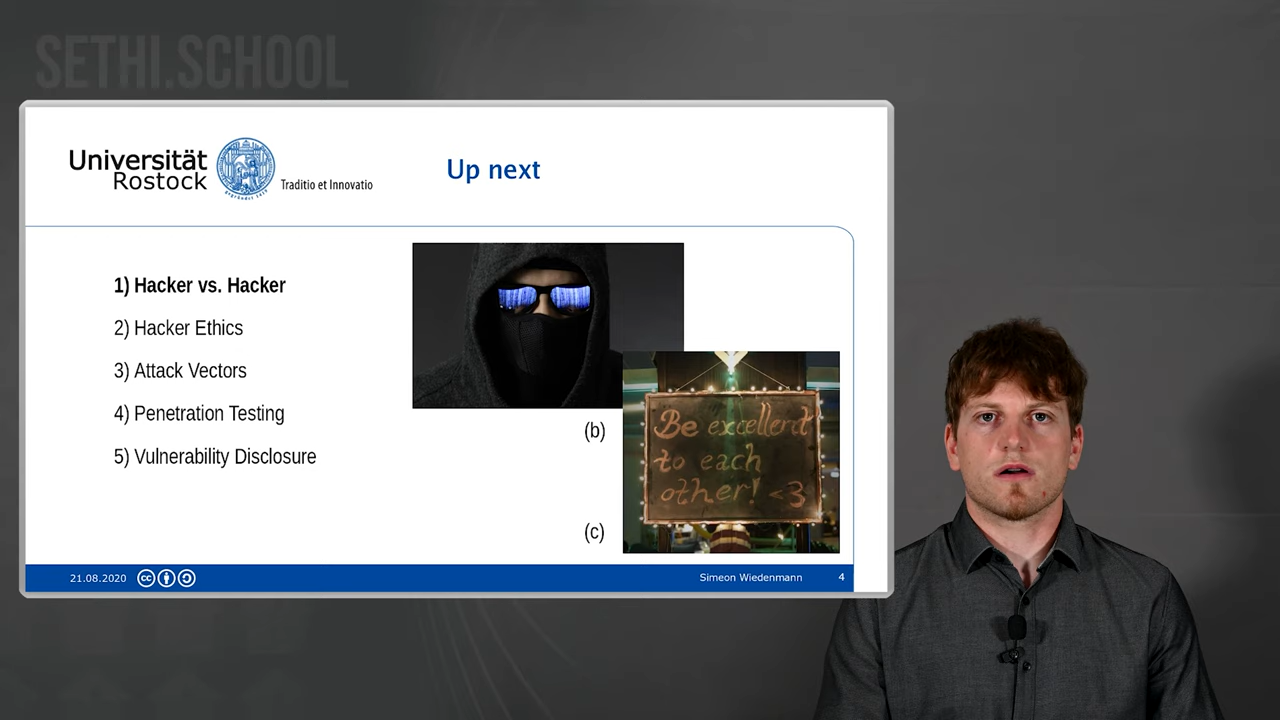 SETHI.SCHOOL
Universität
Rostock
Traditio et Innovatio
Up next
1) Hacker vs. Hacker
2) Hacker Ethics
3) Attack Vectors
4) Penetration Testing
5) Vulnerability Disclosure
(b)
Be excellent
to each
other! <3
(c)
21.08.2020
cc
Simeon Wiedenmann
4